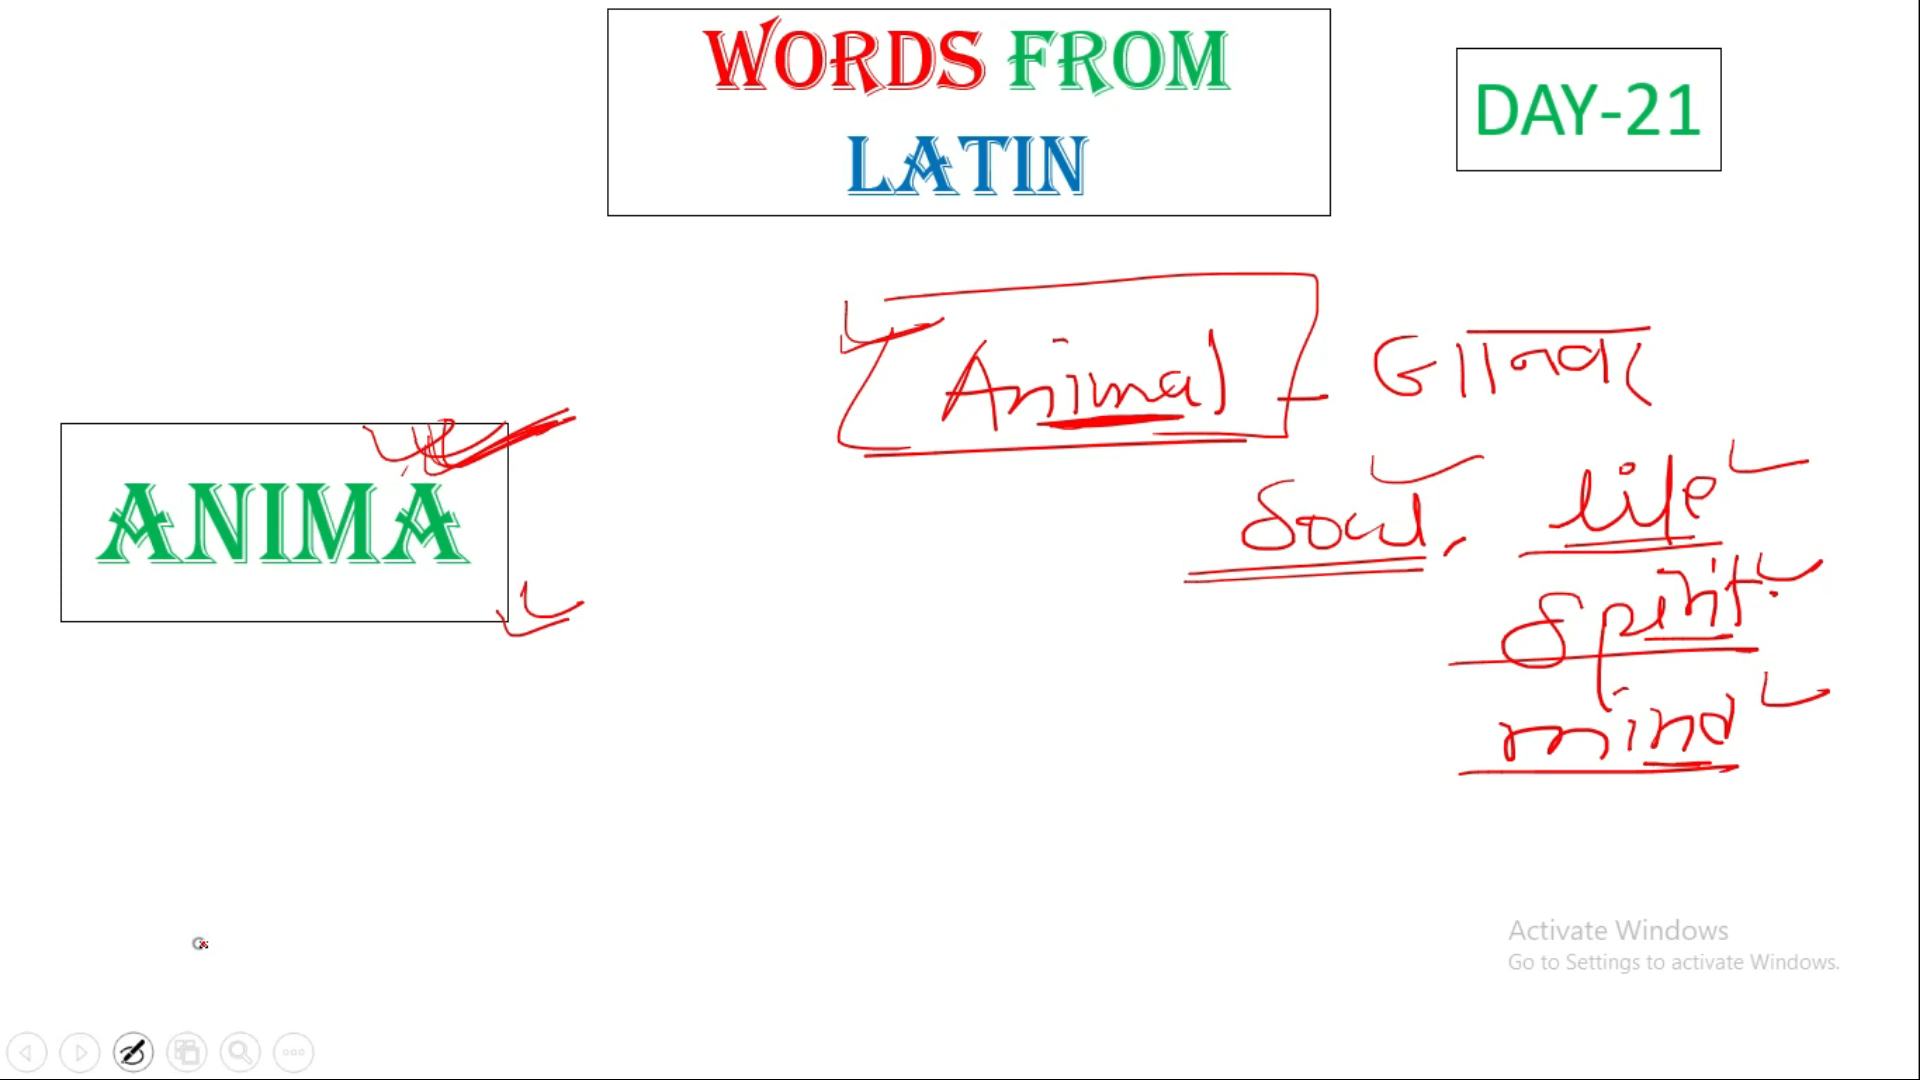 WORDS FROM
LATIN
DAY-21
Animal - जानवर
ANIMA
Soul, life
Spirit
mind
Activate Windows
Go to Settings to activate Windows.